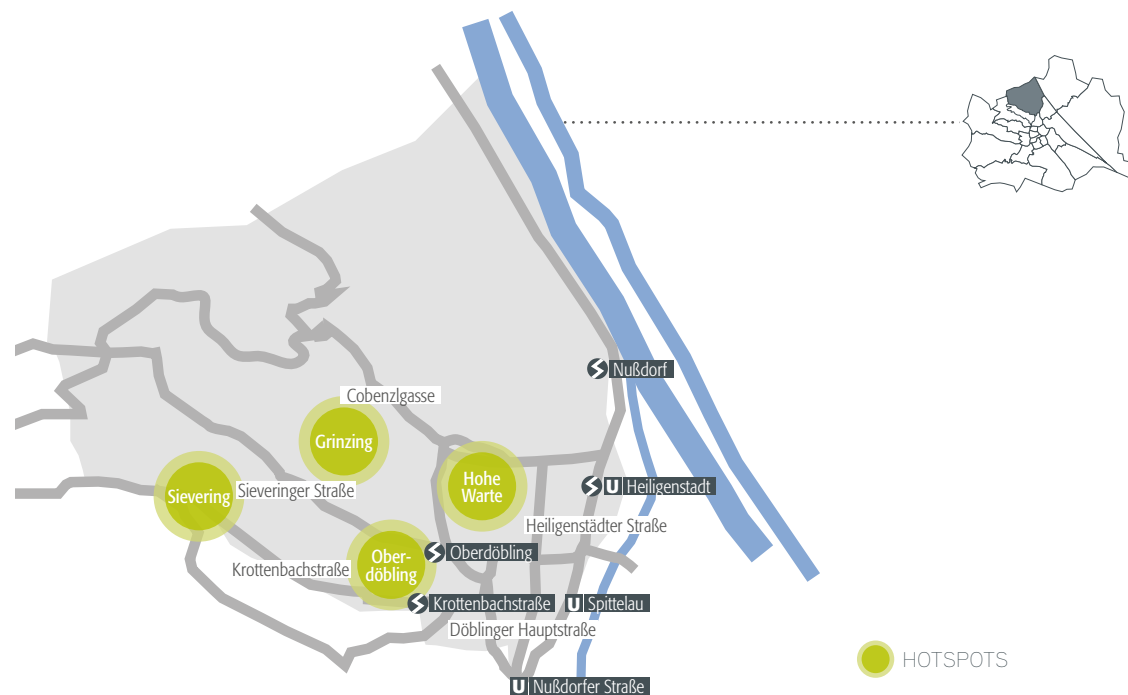 Nußdorf
Cobenzlgasse
Grinzing
Hohe
Warte
Sievering
Sieveringer Straße
U Heiligenstadt
Heiligenstädter Straße
Ober-
döbling
Oberdöbling
Krottenbachstraße
Krottenbachstraße
U Spittelau
Döblinger Hauptstraße
HOTSPOTS
U Nußdorfer Straße